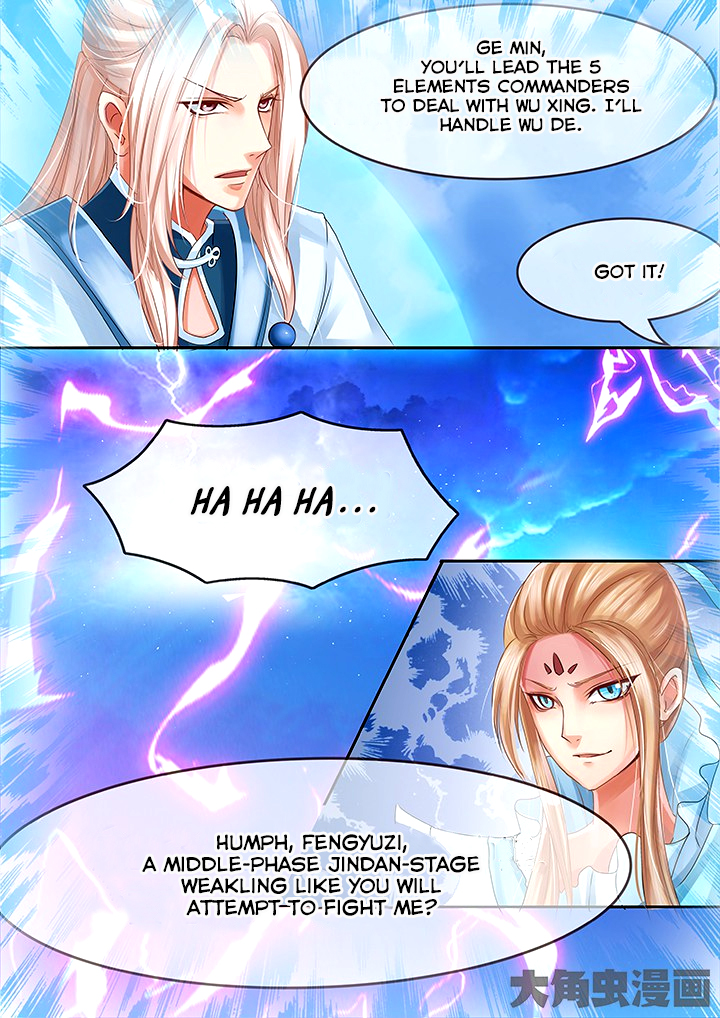 GE MIN,
YOU'LL LEAD THE 5
ELEMENTS COMMANDERS
TO DEAL WITH WU XING. I'LL
HANDLE WU DE.
GOT IT!
HA HA HA...
HUMPH, FENGYUZI,
A MIDDLE-PHASE JINDAN-STAGE
WEAKLING LIKE YOU WILL
ATTEMPT TO FIGHT ME?
大角虫漫画